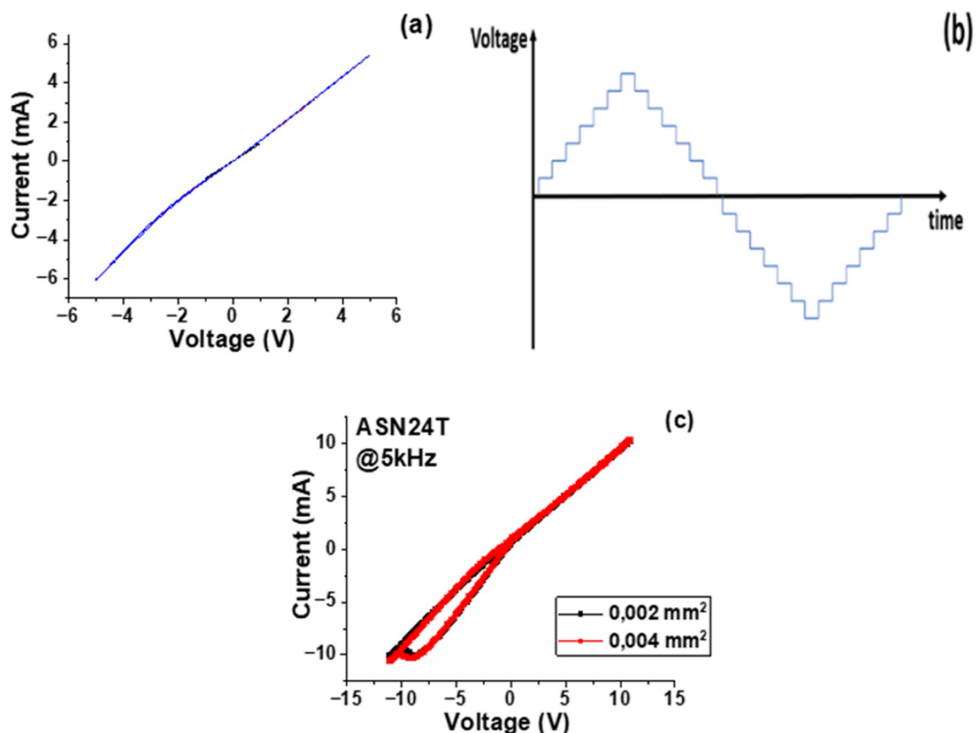 (a)
6
4
2
0
−2
−4
−6
Current (mA)
−6 −4 −2 0 2 4 6
Voltage (V)
(b)
Voltage
time
(c)
ASN24T
@5kHz
10
5
0
−5
−10
Current (mA)
0,002 mm²
0,004 mm²
−15 −10 −5 0 5 10 15
Voltage (V)